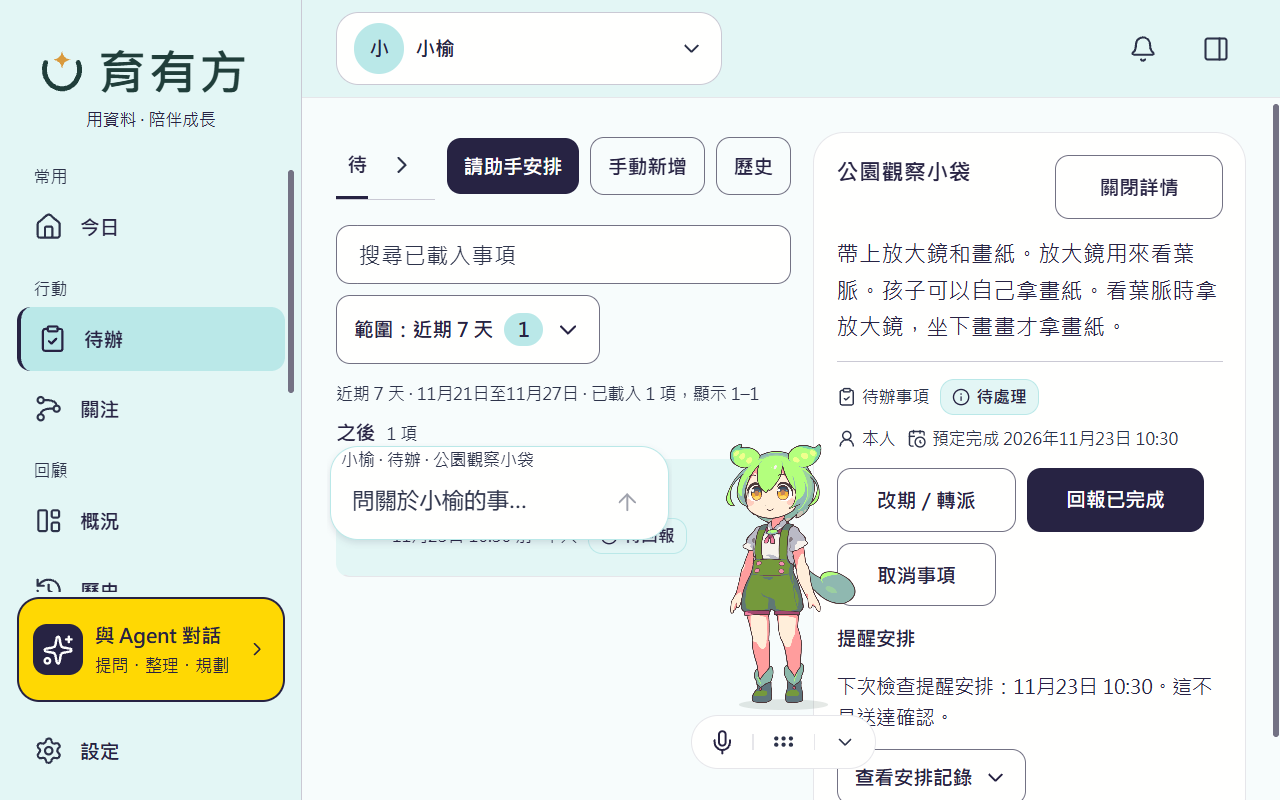 育有方
用資料 · 陪伴成長
常用
今日
行動
待辦
關注
回顧
概況
歷史
與 Agent 對話
提問 · 整理 · 規劃
設定
小 小榆
待
請助手安排
手動新增
歷史
搜尋已載入事項
範圍：近期 7 天 1
近期 7 天 · 11月21日至11月27日 · 已載入 1 項，顯示 1–1
之後 1 項
小榆 · 待辦 · 公園觀察小袋
問關於小榆的事...
公園觀察小袋
關閉詳情
帶上放大鏡和畫紙。放大鏡用來看葉
脈。孩子可以自己拿畫紙。看葉脈時拿
放大鏡，坐下畫畫才拿畫紙。
待辦事項 待處理
本人 預定完成 2026年11月23日 10:30
改期 / 轉派
回報已完成
取消事項
提醒安排
下次檢查提醒安排：11月23日 10:30。這不
是送達確認。
查看安排記錄